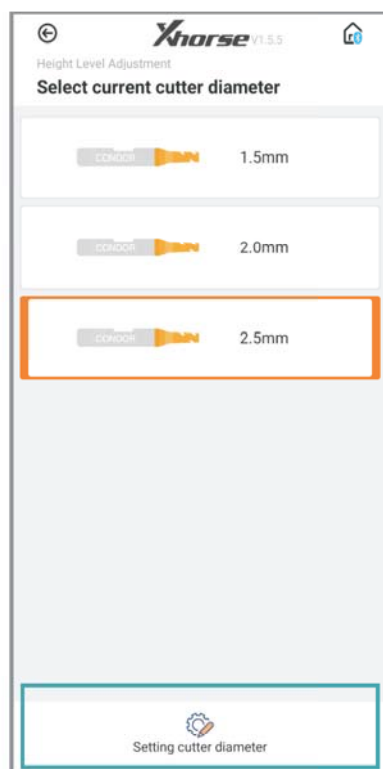 Xhorse V1.5.5
Height Level Adjustment
Select current cutter diameter
CONDOR 1.5mm
CONDOR 2.0mm
CONDOR 2.5mm
Setting cutter diameter